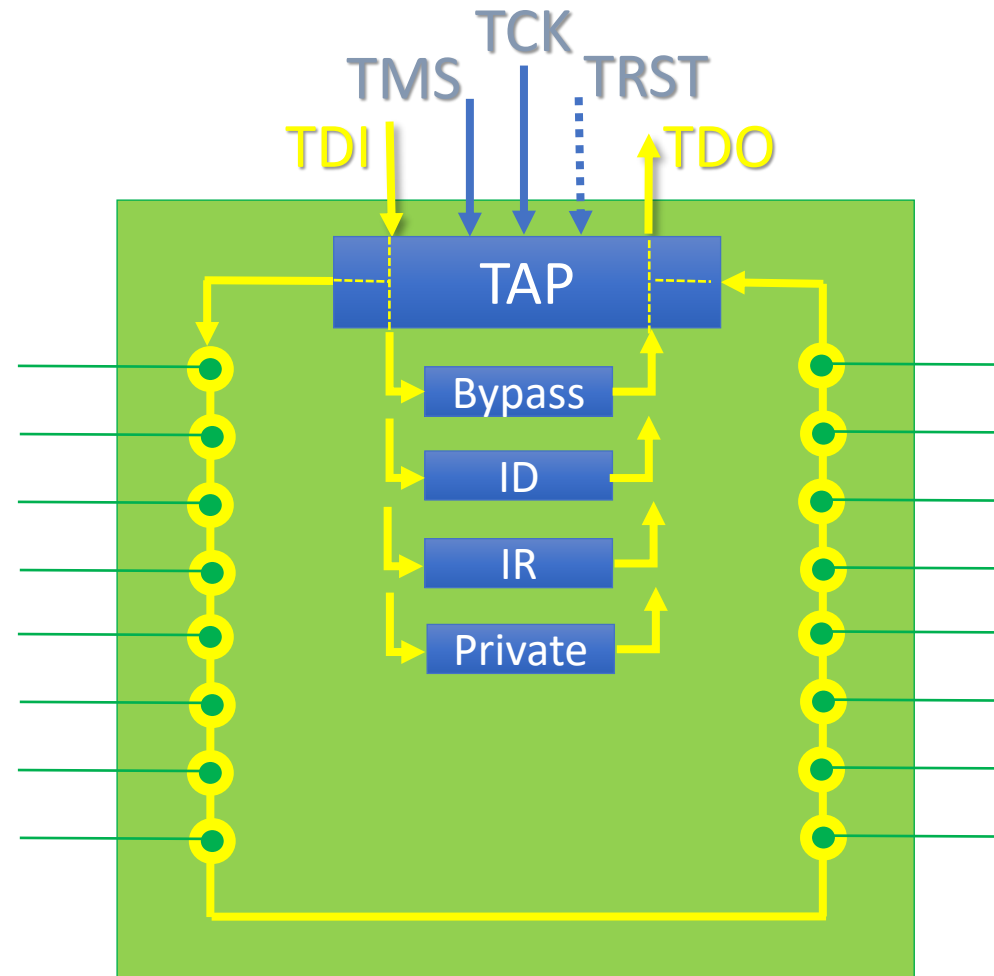 TCK
TMS TRST
TDI TDO
TAP
Bypass
ID
IR
Private